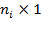 nᵢ × 1